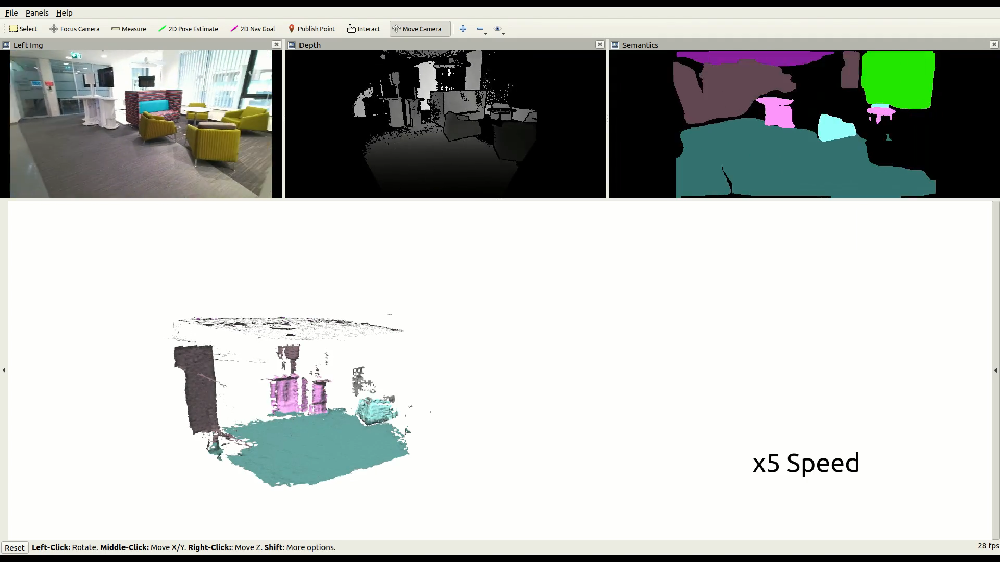 File Panels Help
Select Focus Camera Measure 2D Pose Estimate 2D Nav Goal Publish Point Interact Move Camera
Left Img
Depth
Semantics
x5 Speed
Reset Left-Click: Rotate. Middle-Click: Move X/Y. Right-Click:: Move Z. Shift: More options.
28 fps